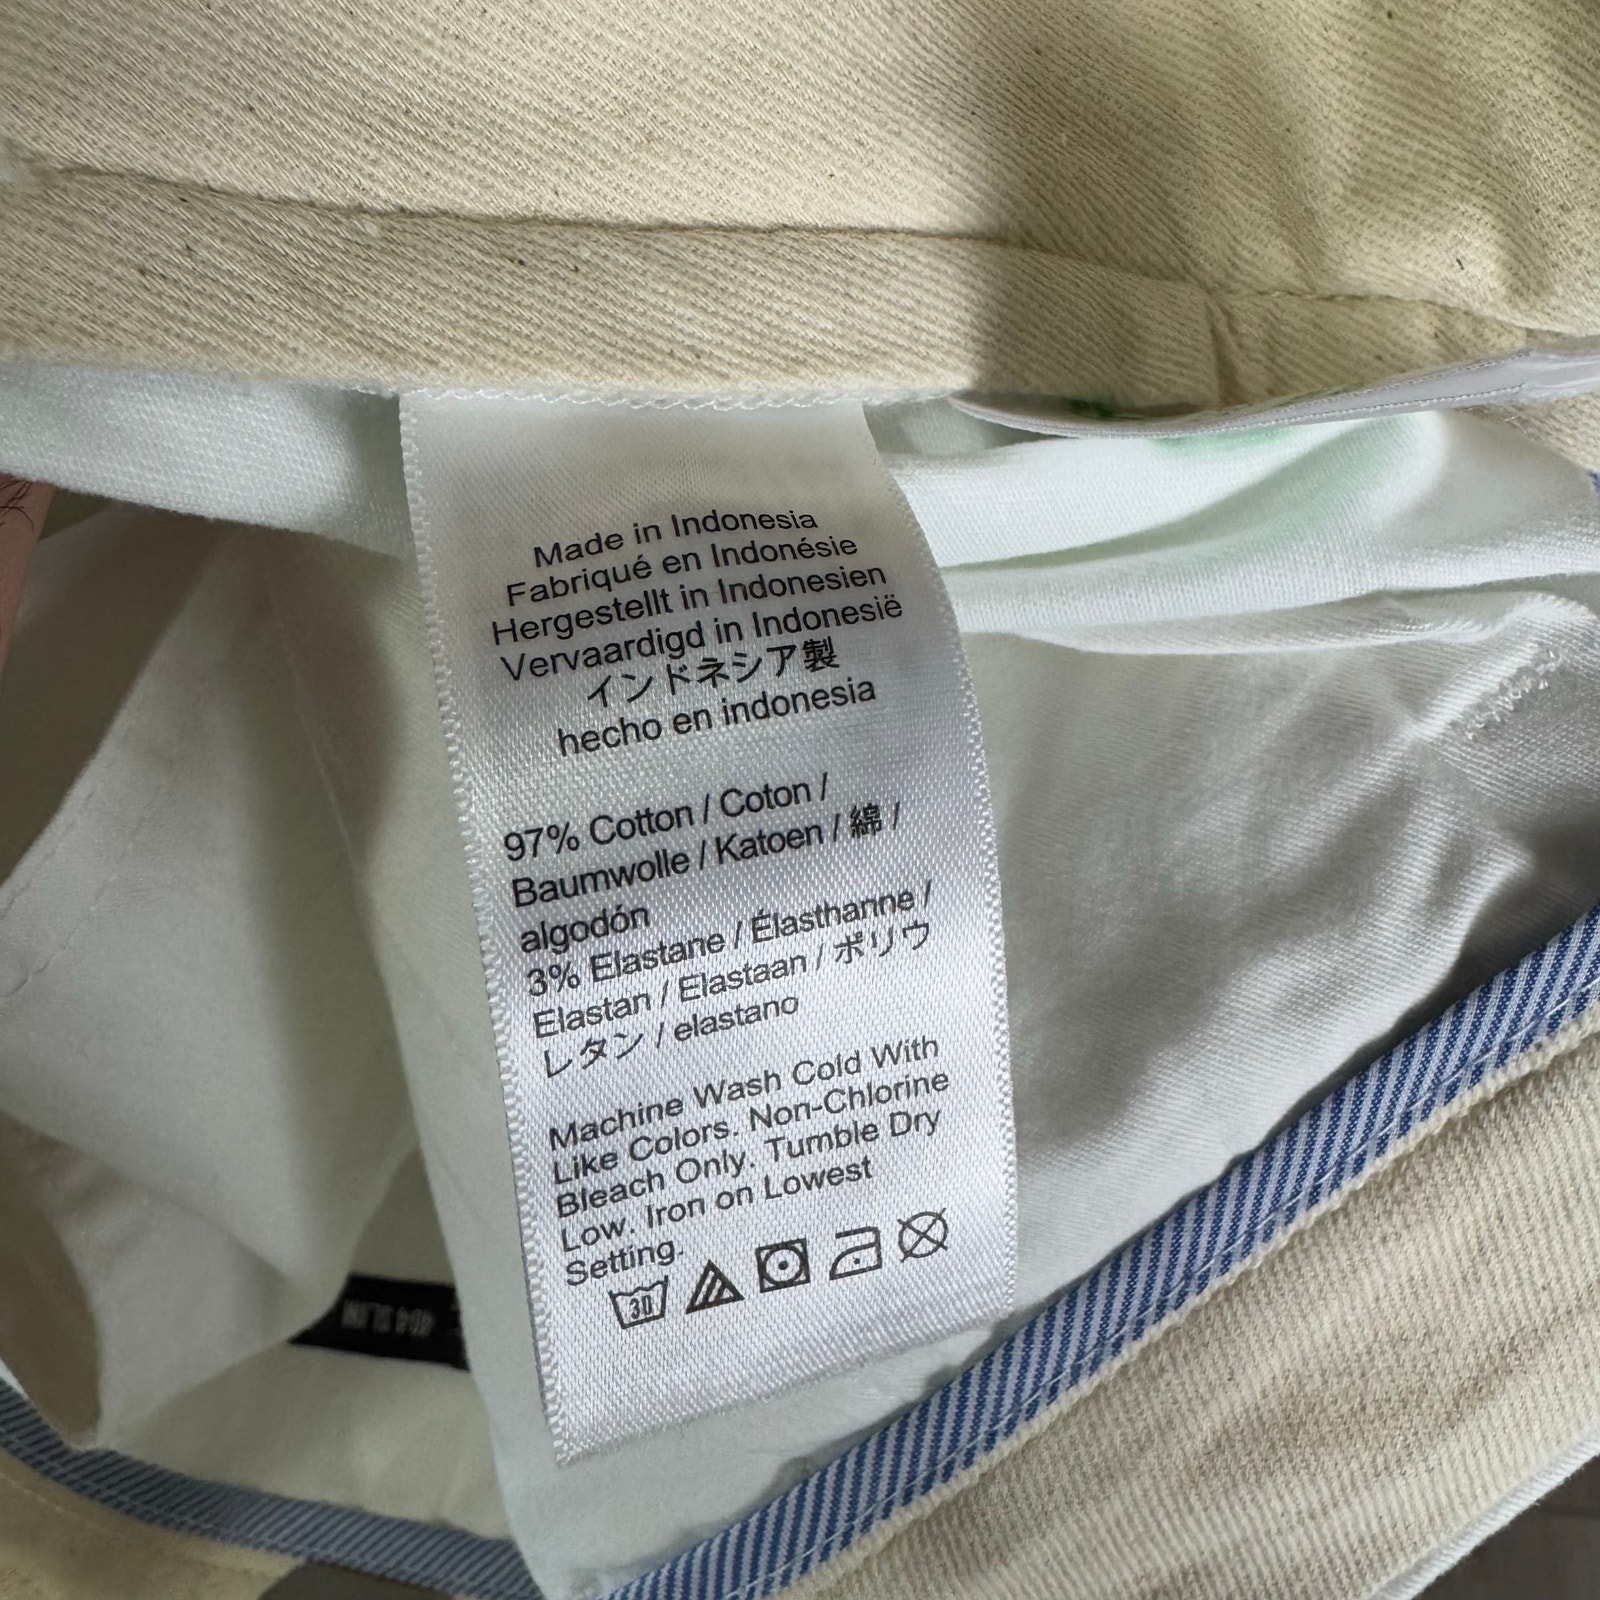 Made in Indonesia
Fabriqué en Indonésie
Hergestellt in Indonesien
Vervaardigd in Indonesië
インドネシア製
hecho en indonesia
97% Cotton / Coton /
Baumwolle / Katoen / 綿 /
algodón
3% Elastane / Élasthanne /
Elastan / Elastaan / ポリウ
レタン / elastano
Machine Wash Cold With
Like Colors. Non-Chlorine
Bleach Only. Tumble Dry
Low. Iron on Lowest
Setting.
30